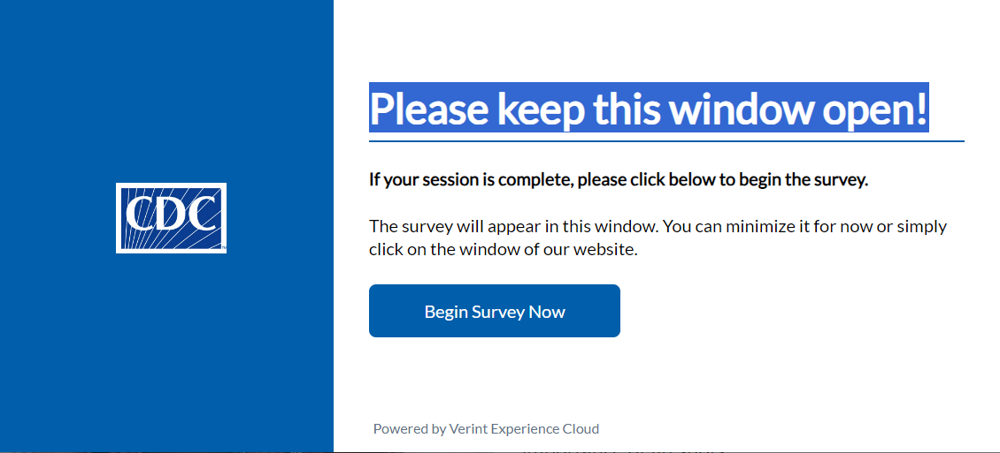 CDC
Please keep this window open!
If your session is complete, please click below to begin the survey.
The survey will appear in this window. You can minimize it for now or simply
click on the window of our website.
Begin Survey Now
Powered by Verint Experience Cloud